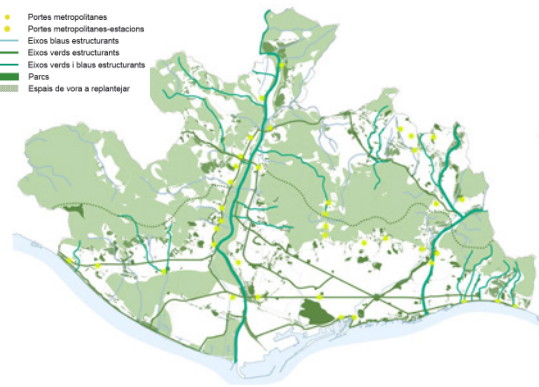 Portes metropolitanes
Portes metropolitanes-estacions
Eixos blaus estructurants
Eixos verds estructurants
Eixos verds i blaus estructurants
Parcs
Espais de vora a replantejar